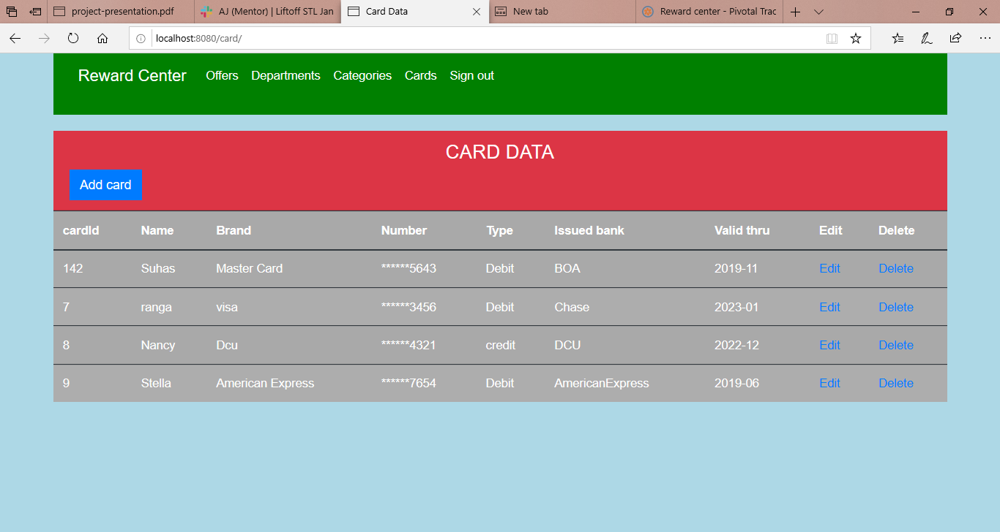 project-presentation.pdf AJ (Mentor) | Liftoff STL Jan Card Data New tab Reward center - Pivotal Trac
localhost:8080/card/
Reward Center Offers Departments Categories Cards Sign out
CARD DATA
Add card
cardId Name Brand Number Type Issued bank Valid thru Edit Delete
142 Suhas Master Card ******5643 Debit BOA 2019-11 Edit Delete
7 ranga visa ******3456 Debit Chase 2023-01 Edit Delete
8 Nancy Dcu ******4321 credit DCU 2022-12 Edit Delete
9 Stella American Express ******7654 Debit AmericanExpress 2019-06 Edit Delete